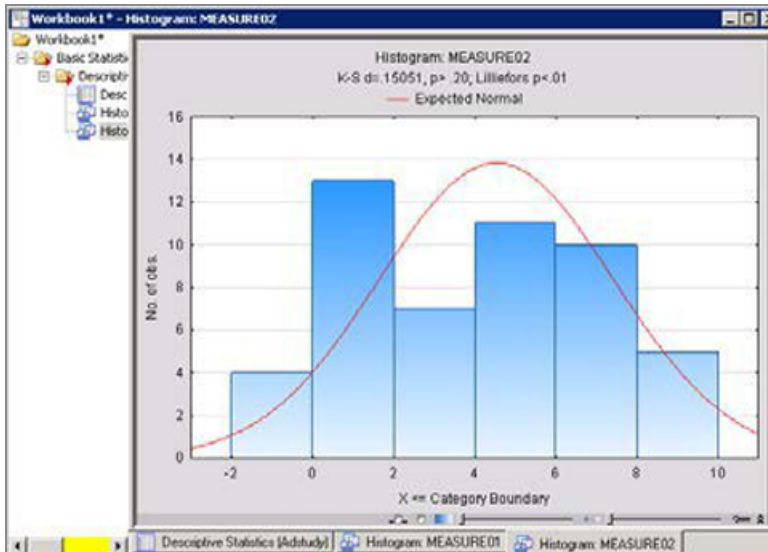 Workbook1* - Histogram: MEASURE02
Workbook1*
Basic Statisti
Descriptiv
Desc
Histo
Histo
Histogram: MEASURE02
K-S d=.15051, p> .20; Lilliefors p<.01
Expected Normal
16
14
12
10
8
6
4
2
0
No. of obs.
-2 0 2 4 6 8 10
X <= Category Boundary
Descriptive Statistics (Adstudy) Histogram: MEASURE01 Histogram: MEASURE02